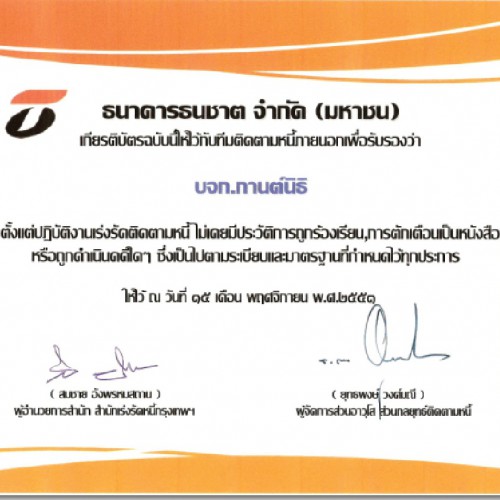 ธนาคารธนชาต จำกัด (มหาชน)
เกียรติบัตรฉบับนี้ให้ไว้กับทีมติดตามหนี้ภายนอกเพื่อรับรองว่า
บจก.กานต์นิธิ
ตั้งแต่ปฏิบัติงานเร่งรัดติดตามหนี้ ไม่เคยมีประวัติการถูกร้องเรียน,การตักเตือนเป็นหนังสือ
หรือถูกดำเนินคดีใดๆ ซึ่งเป็นไปตามระเบียบและมาตรฐานที่กำหนดไว้ทุกประการ
ให้ไว้ ณ วันที่ ๑๕ เดือน พฤศจิกายน พ.ศ.๒๕๕๑
( สมชาย อังพรหมสถาน )
ผู้อำนวยการสำนัก สำนักเร่งรัดหนี้กรุงเทพฯ
( ยุทธพงษ์ วงศ์มณี )
ผู้จัดการส่วนอาวุโส ส่วนกลยุทธ์ติดตามหนี้